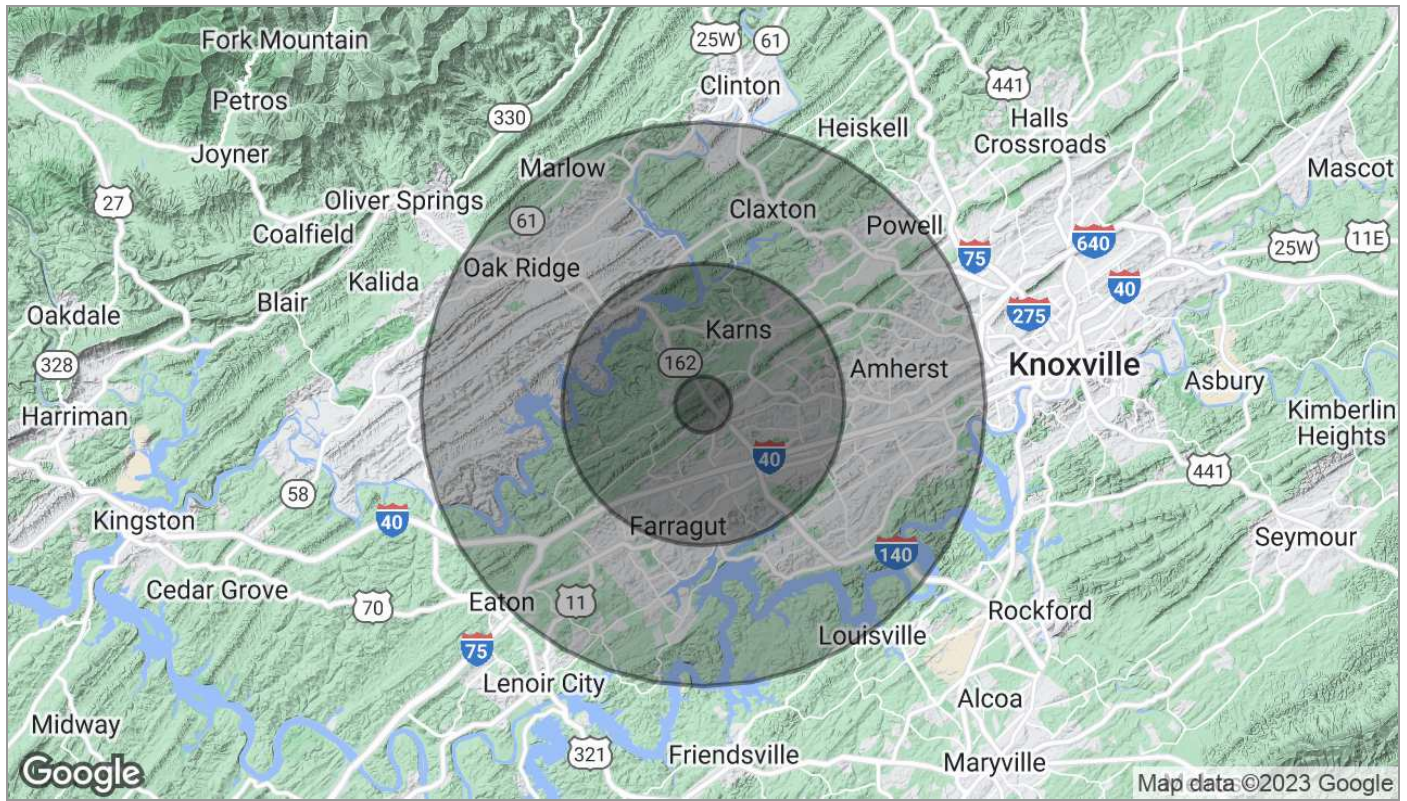 Fork Mountain
25W
61
Clinton
Petros
441
330
Halls
Crossroads
Heiskell
Joyner
Marlow
Mascot
27
Oliver Springs
61
Claxton
Powell
Coalfield
640
25W
11E
75
Oak Ridge
Kalida
40
Blair
275
Oakdale
Karns
328
162
Knoxville
Amherst
Asbury
Harriman
Kimberlin
Heights
40
441
58
Kingston
40
Farragut
140
Seymour
Cedar Grove
70
Eaton
11
Rockford
Louisville
75
Lenoir City
Alcoa
Midway
321
Friendsville
Maryville
Google
Map data ©2023 Google